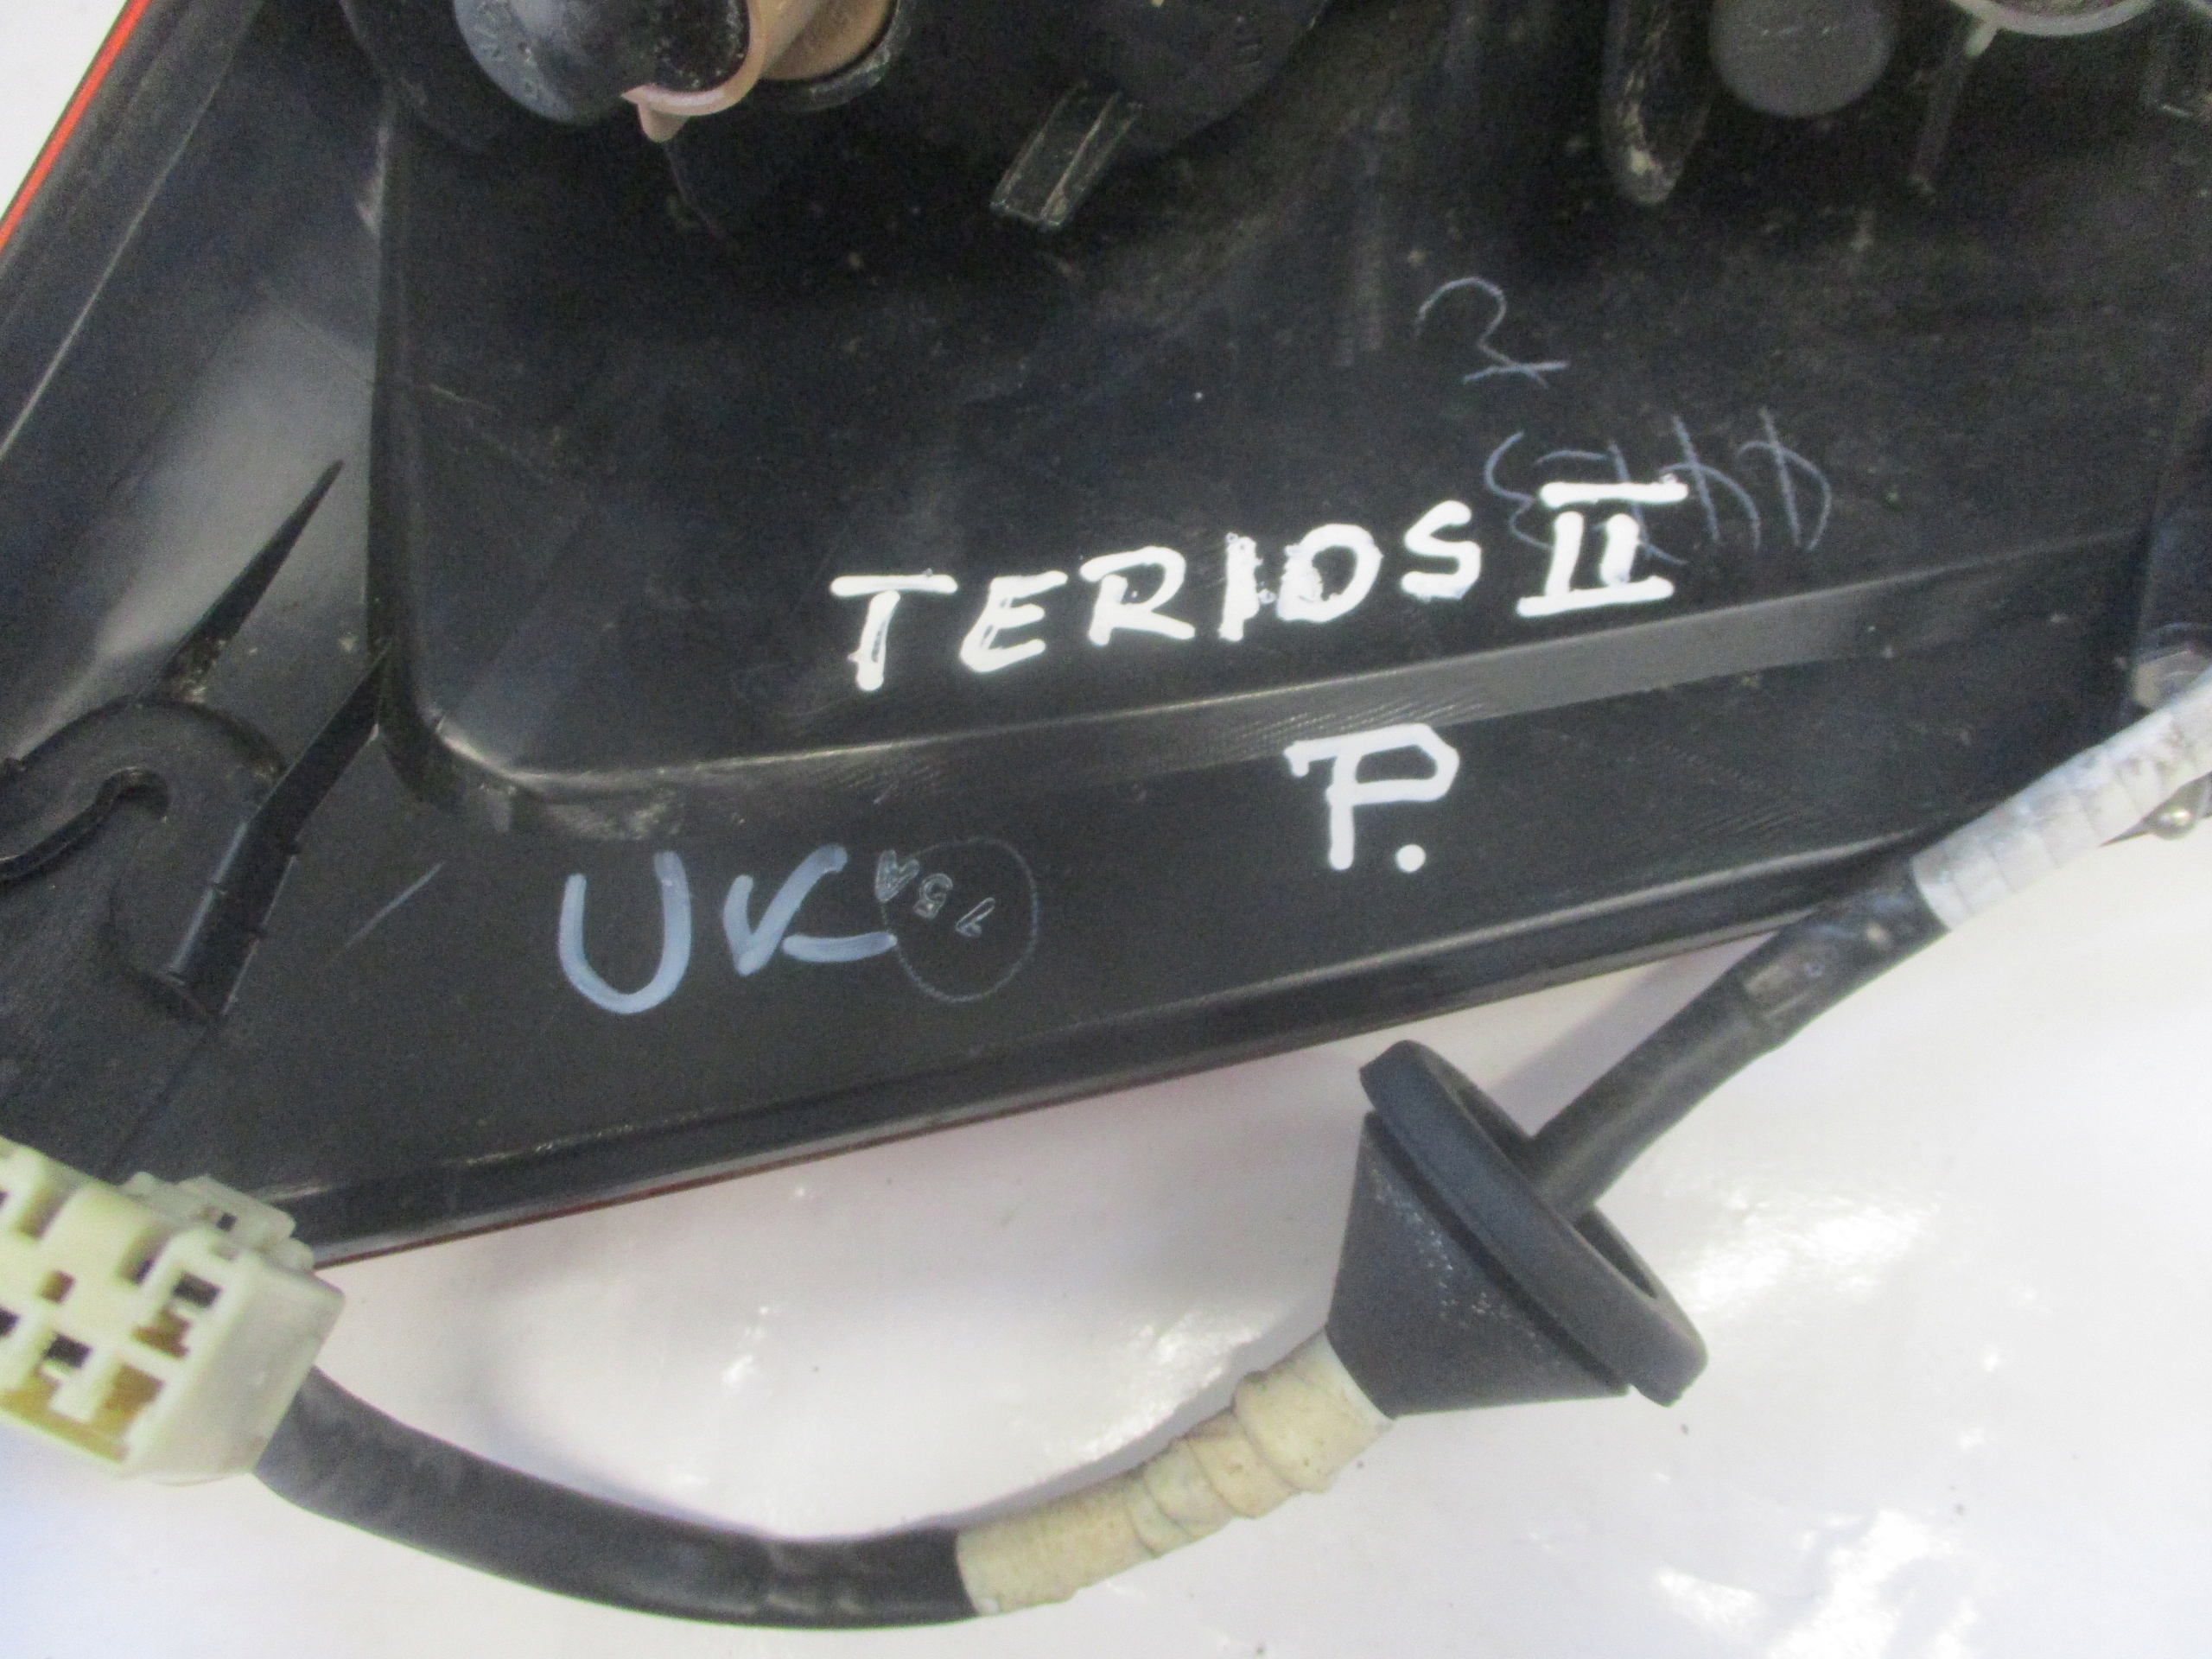 TERIOS II
P.
UK